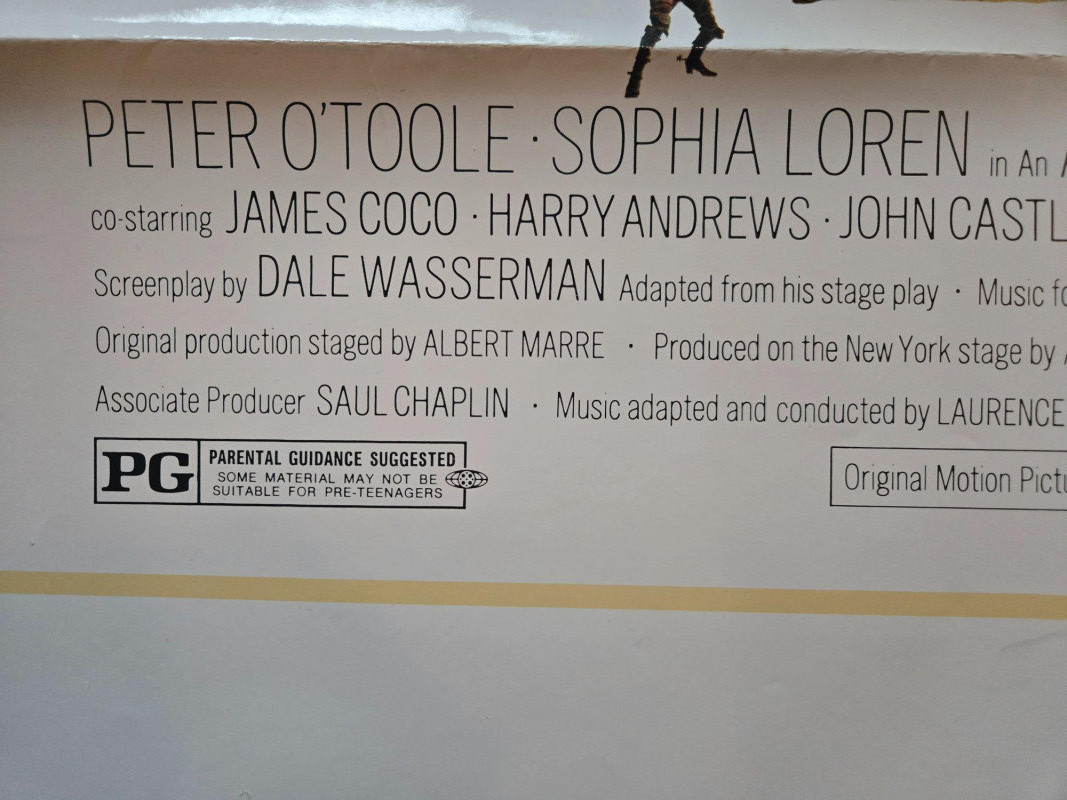 PETER O'TOOLE · SOPHIA LOREN in An
co-starring JAMES COCO · HARRY ANDREWS · JOHN CASTL
Screenplay by DALE WASSERMAN Adapted from his stage play · Music fo
Original production staged by ALBERT MARRE · Produced on the New York stage by
Associate Producer SAUL CHAPLIN · Music adapted and conducted by LAURENCE
PG PARENTAL GUIDANCE SUGGESTED
SOME MATERIAL MAY NOT BE
SUITABLE FOR PRE-TEENAGERS
Original Motion Pictu